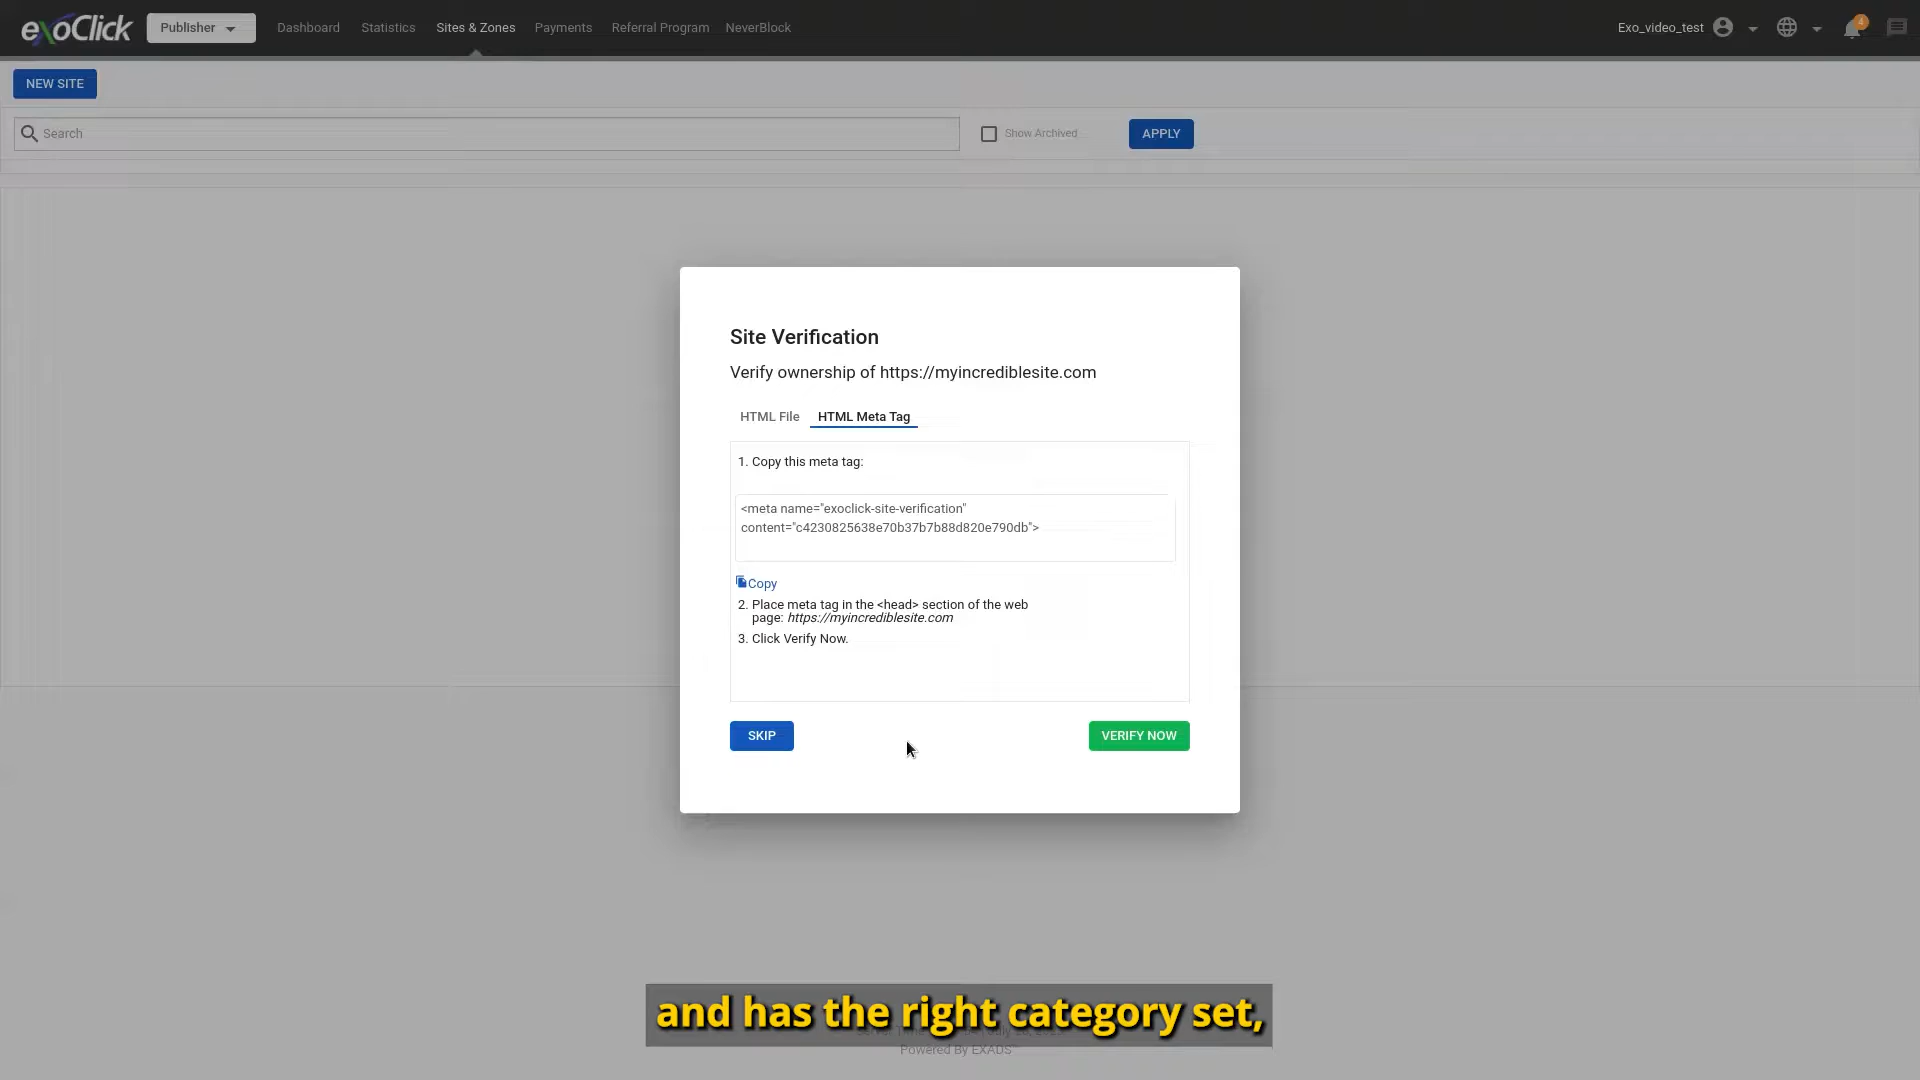 exoClick
Publisher
Dashboard
Statistics
Sites & Zones
Payments
Referral Program
NeverBlock
Exo_video_test
4
NEW SITE
Search
Show Archived
APPLY
Site Verification
Verify ownership of https://myincrediblesite.com
HTML File
HTML Meta Tag
1. Copy this meta tag:
<meta name="exoclick-site-verification"
content="c4230825638e70b37b7b88d820e790db">
Copy
2. Place meta tag in the <head> section of the web
page: https://myincrediblesite.com
3. Click Verify Now.
SKIP
VERIFY NOW
and has the right category set,
Powered By EXADS™